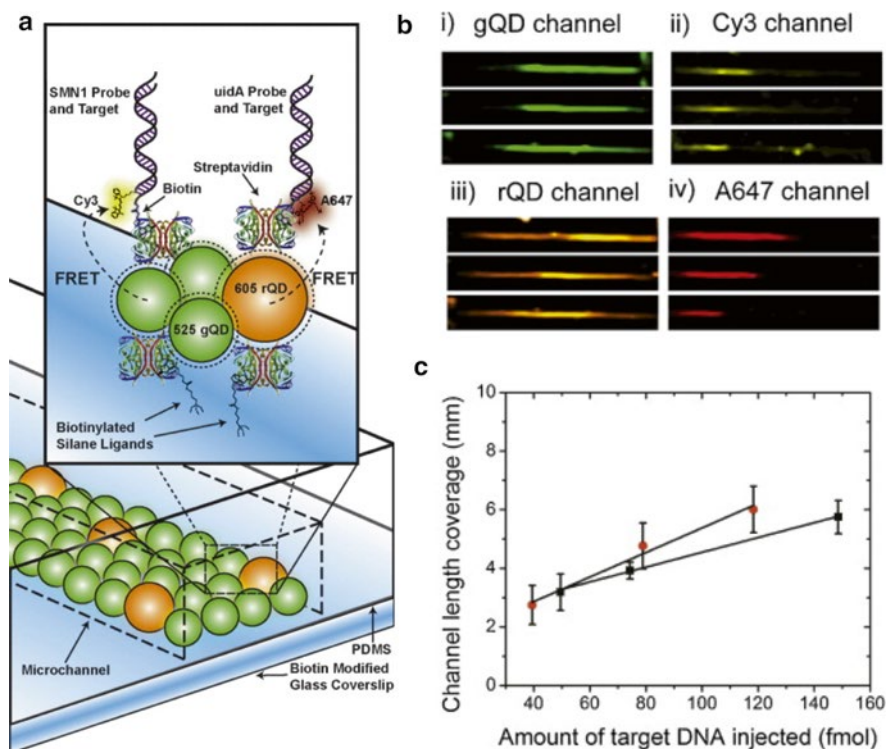 a
SMN1 Probe
and Target
uidA Probe
and Target
Streptavidin
Biotin
Cy3
A647
FRET
FRET
605 rQD
525 gQD
Biotinylated
Silane Ligands
Microchannel
PDMS
Biotin Modified
Glass Coverslip
b
i) gQD channel
ii) Cy3 channel
iii) rQD channel
iv) A647 channel
c
Channel length coverage (mm)
10
8
6
4
2
0
40
60
80
100
120
140
160
Amount of target DNA injected (fmol)